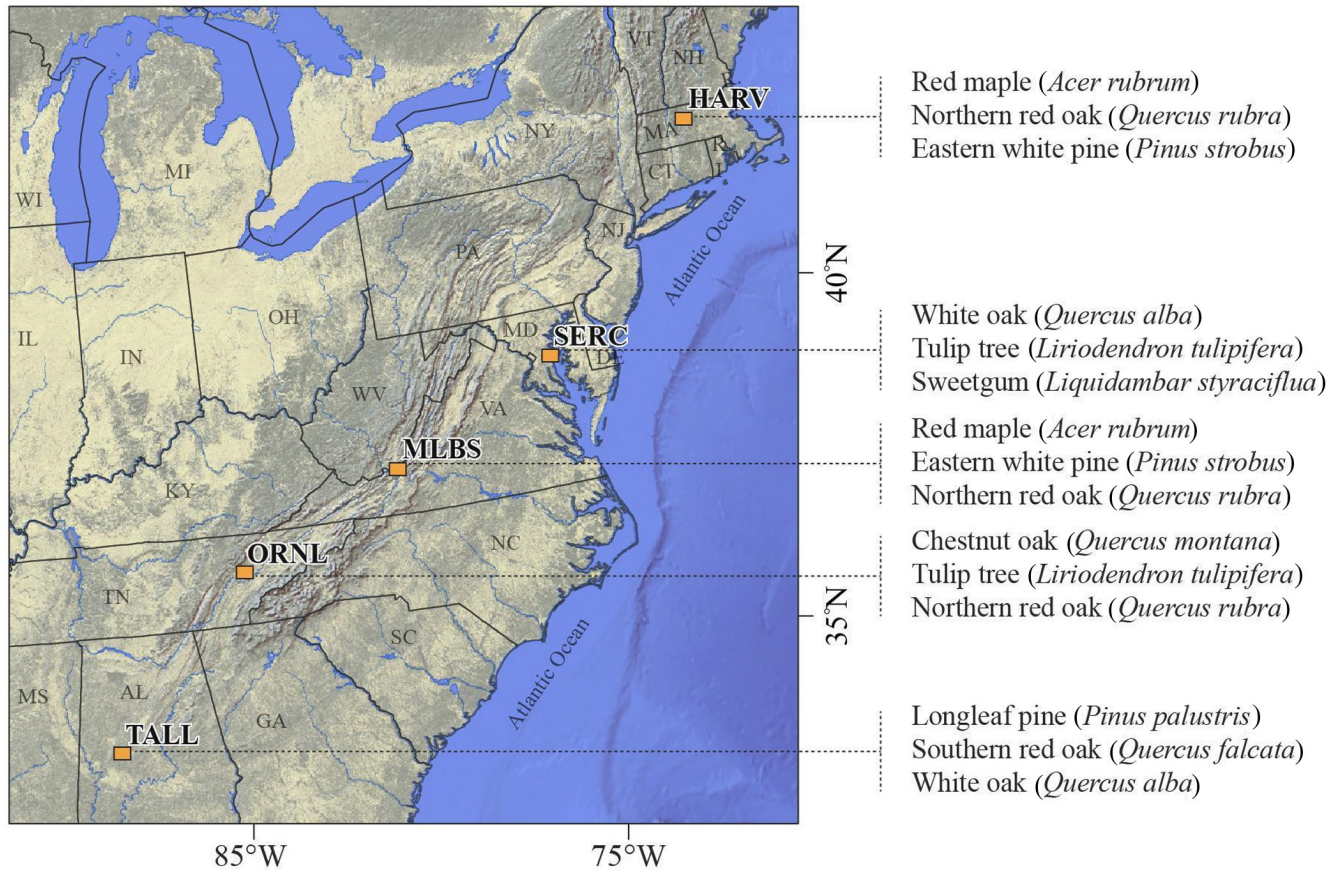 VT
NH
HARV
MA
NY
CT
R
I
MI
WI
Atlantic Ocean
NJ
PA
OH
IL
IN
MD
SERC
DE
WV
VA
MLBS
KY
ORNL
NC
TN
SC
Atlantic Ocean
MS
AL
GA
TALL
85°W
75°W
40°N
35°N
Red maple (Acer rubrum)
Northern red oak (Quercus rubra)
Eastern white pine (Pinus strobus)
White oak (Quercus alba)
Tulip tree (Liriodendron tulipifera)
Sweetgum (Liquidambar styraciflua)
Red maple (Acer rubrum)
Eastern white pine (Pinus strobus)
Northern red oak (Quercus rubra)
Chestnut oak (Quercus montana)
Tulip tree (Liriodendron tulipifera)
Northern red oak (Quercus rubra)
Longleaf pine (Pinus palustris)
Southern red oak (Quercus falcata)
White oak (Quercus alba)